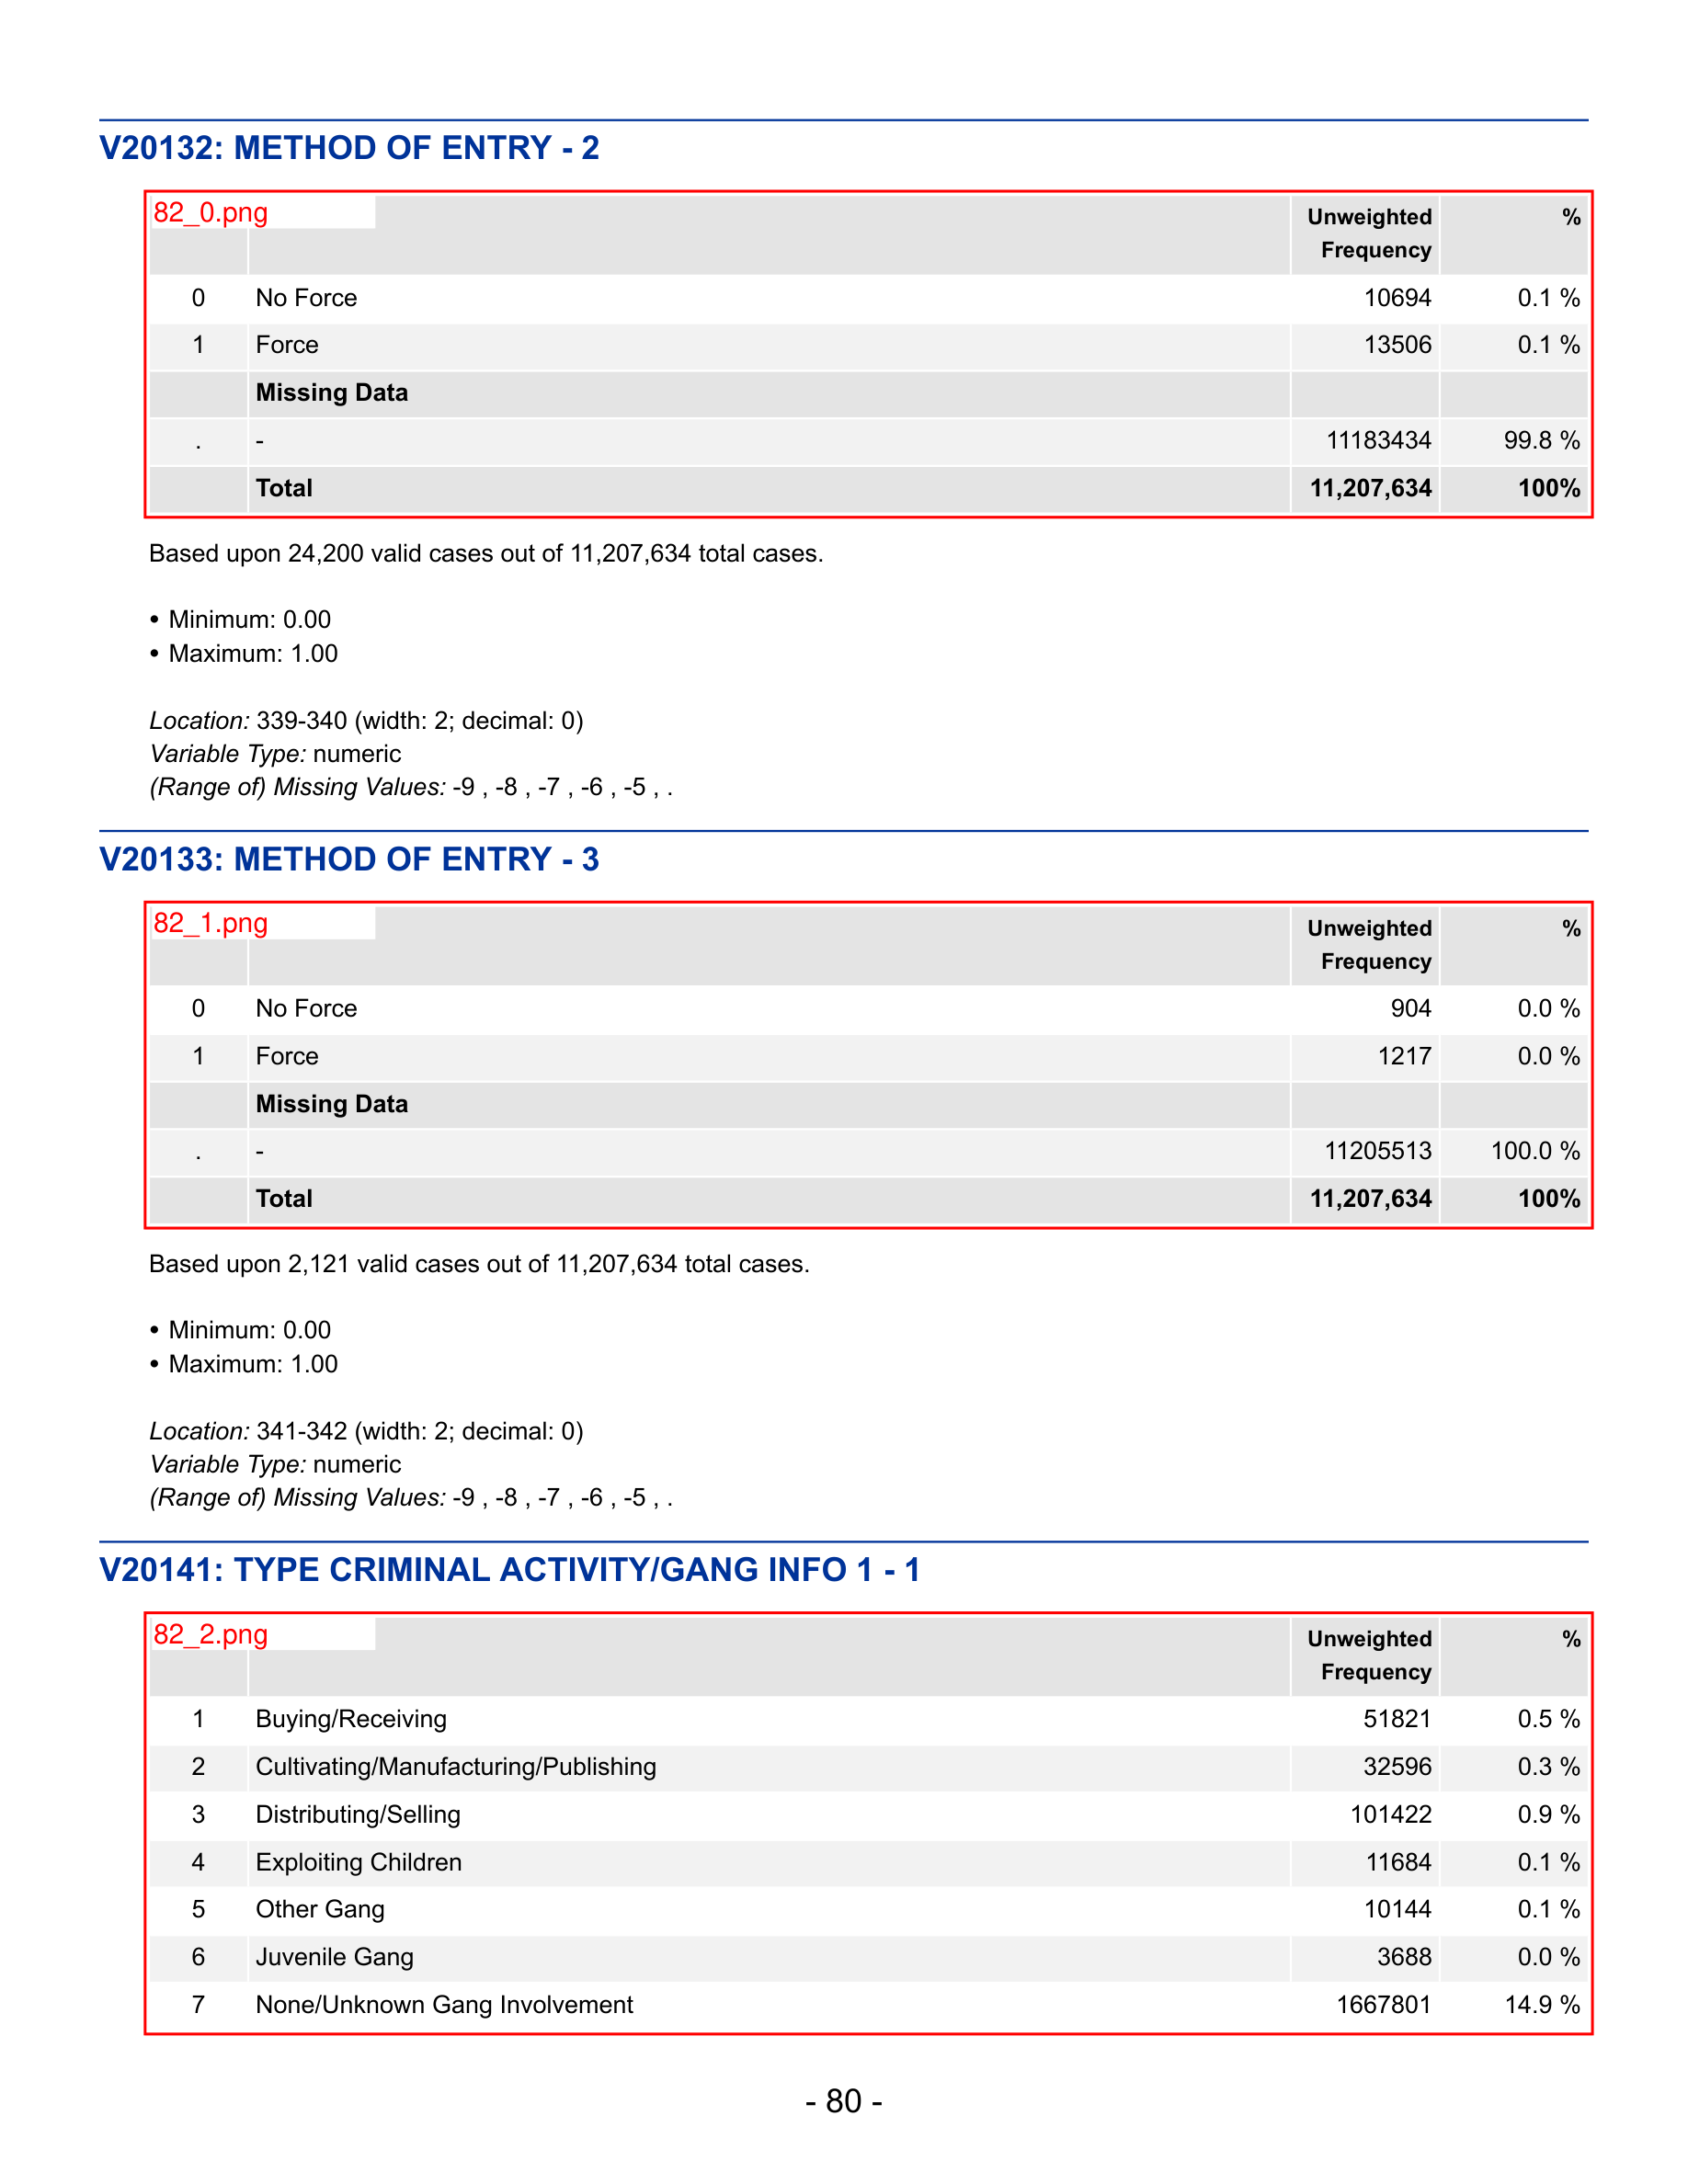 V20132: METHOD OF ENTRY - 2
82_0.png
Unweighted Frequency %
0 No Force 10694 0.1 %
1 Force 13506 0.1 %
Missing Data
. - 11183434 99.8 %
Total 11,207,634 100%
Based upon 24,200 valid cases out of 11,207,634 total cases.
• Minimum: 0.00
• Maximum: 1.00
Location: 339-340 (width: 2; decimal: 0)
Variable Type: numeric
(Range of) Missing Values: -9 , -8 , -7 , -6 , -5 , .
V20133: METHOD OF ENTRY - 3
82_1.png
Unweighted Frequency %
0 No Force 904 0.0 %
1 Force 1217 0.0 %
Missing Data
. - 11205513 100.0 %
Total 11,207,634 100%
Based upon 2,121 valid cases out of 11,207,634 total cases.
• Minimum: 0.00
• Maximum: 1.00
Location: 341-342 (width: 2; decimal: 0)
Variable Type: numeric
(Range of) Missing Values: -9 , -8 , -7 , -6 , -5 , .
V20141: TYPE CRIMINAL ACTIVITY/GANG INFO 1 - 1
82_2.png
Unweighted Frequency %
1 Buying/Receiving 51821 0.5 %
2 Cultivating/Manufacturing/Publishing 32596 0.3 %
3 Distributing/Selling 101422 0.9 %
4 Exploiting Children 11684 0.1 %
5 Other Gang 10144 0.1 %
6 Juvenile Gang 3688 0.0 %
7 None/Unknown Gang Involvement 1667801 14.9 %
- 80 -